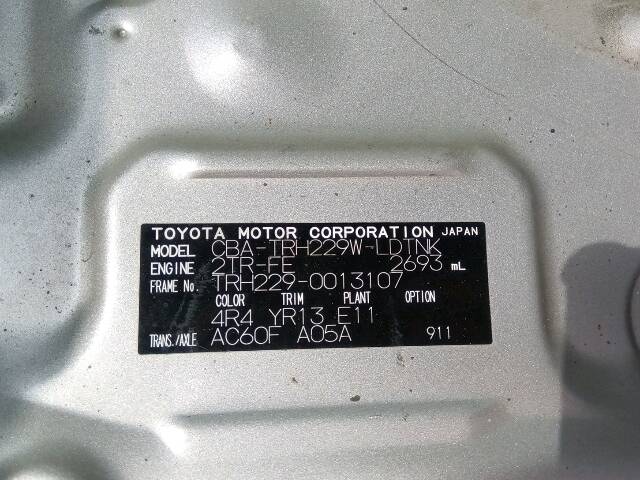 TOYOTA MOTOR CORPORATION JAPAN
MODEL CBA-TRH229W-LDTNK
ENGINE 2TR-FE 2693 mL
FRAME No. TRH229-0013107
COLOR TRIM PLANT OPTION
4R4 YR13 E11
TRANS./AXLE AC60F A05A 911